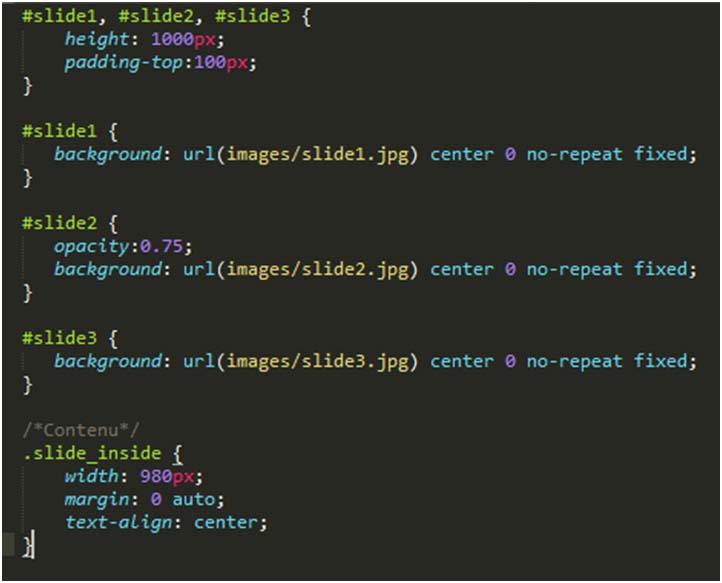 #slide1, #slide2, #slide3 {
height: 1000px;
padding-top:100px;
}
#slide1 {
background: url(images/slide1.jpg) center 0 no-repeat fixed;
}
#slide2 {
opacity:0.75;
background: url(images/slide2.jpg) center 0 no-repeat fixed;
}
#slide3 {
background: url(images/slide3.jpg) center 0 no-repeat fixed;
}
/*Contenu*/
.slide_inside {
width: 980px;
margin: 0 auto;
text-align: center;
}